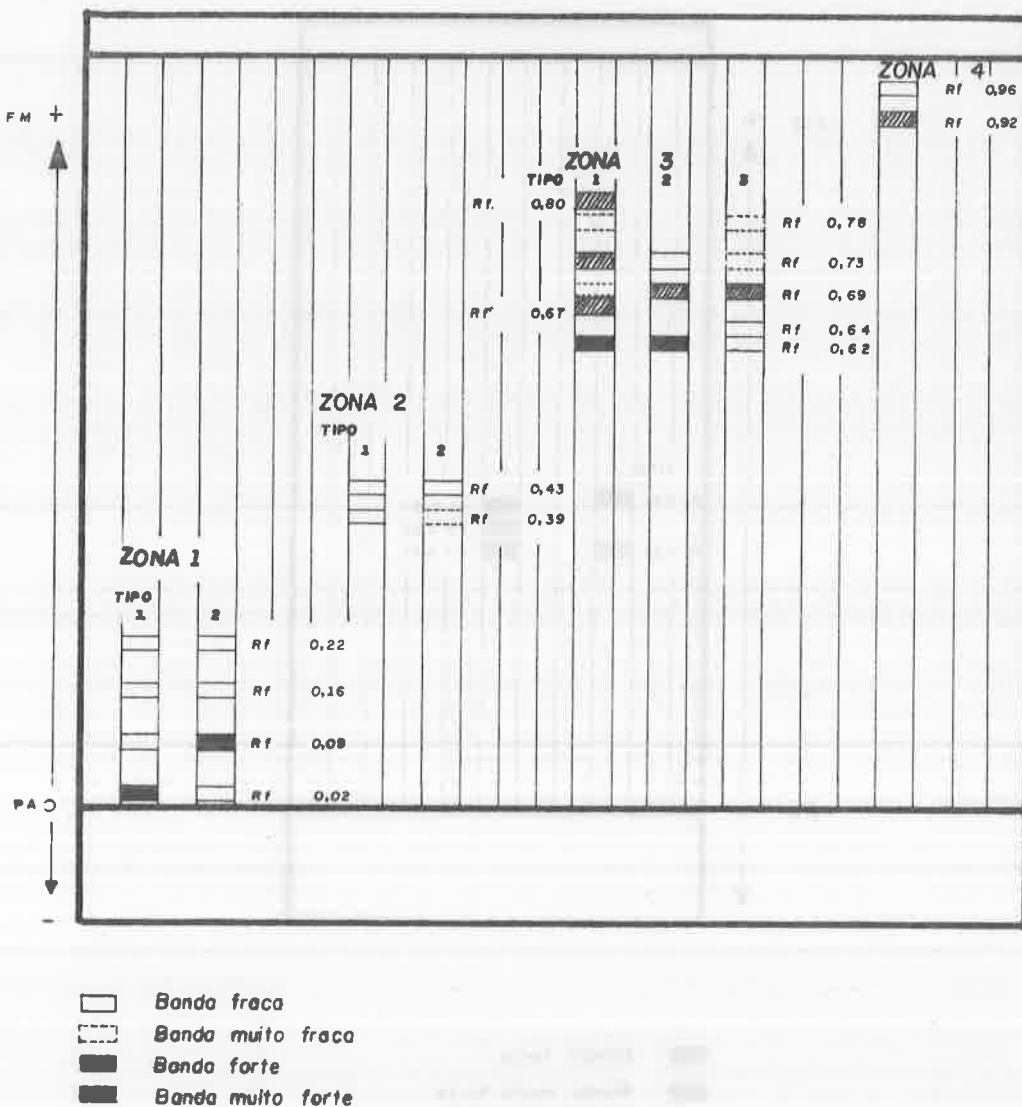 ZONA 4
Rf 0,96
FM +
Rf 0,92
ZONA 3
TIPO 1 2 3
Rf. 0,80
Rf 0,78
Rf 0,73
Rf 0,69
Rf 0,67
Rf 0,64
Rf 0,62
ZONA 2
TIPO
1 2
Rf 0,43
Rf 0,39
ZONA 1
TIPO
1 2
Rf 0,22
Rf 0,16
Rf 0,09
Rf 0,02
PA O
-
Banda fraca
Banda muito fraca
Banda forte
Banda muito forte